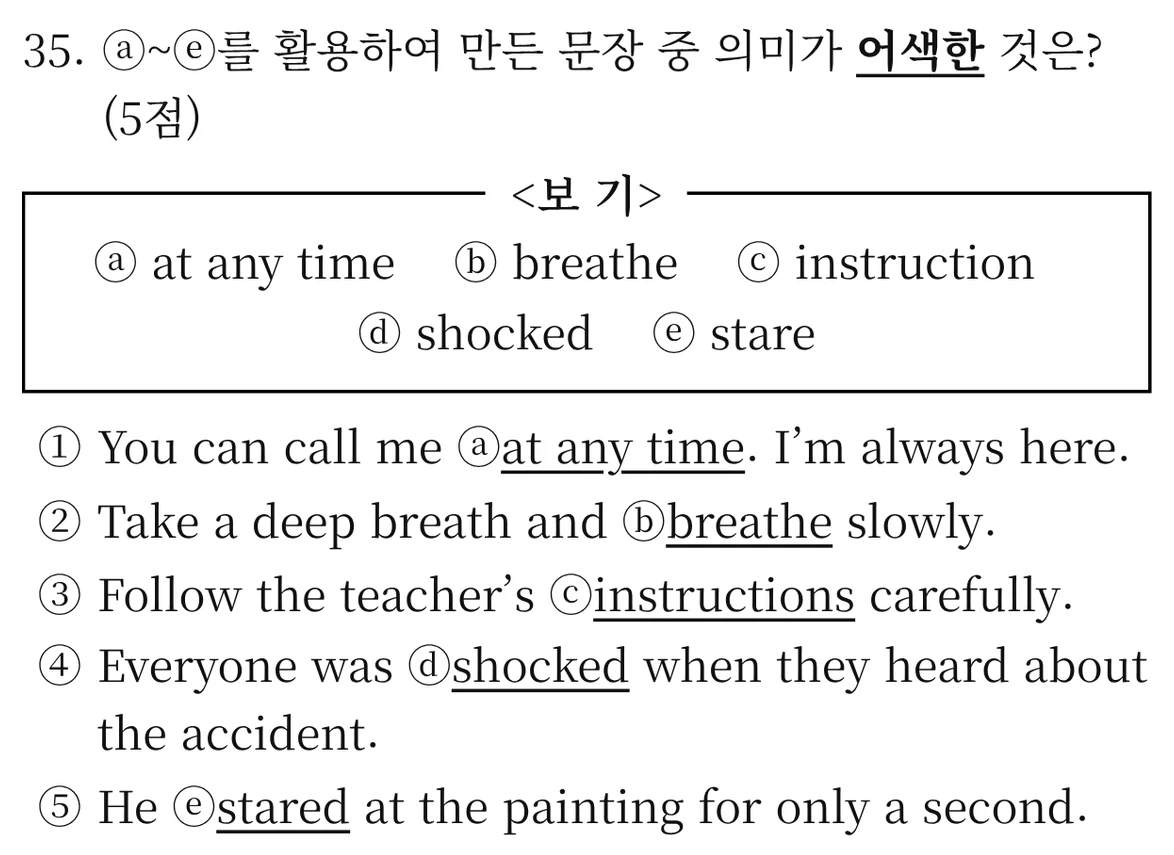 35. ⓐ~ⓔ를 활용하여 만든 문장 중 의미가 어색한 것은?
(5점)
<보 기>
ⓐ at any time ⓑ breathe ⓒ instruction
ⓓ shocked ⓔ stare
① You can call me ⓐat any time. I’m always here.
② Take a deep breath and ⓑbreathe slowly.
③ Follow the teacher’s ⓒinstructions carefully.
④ Everyone was ⓓshocked when they heard about
the accident.
⑤ He ⓔstared at the painting for only a second.